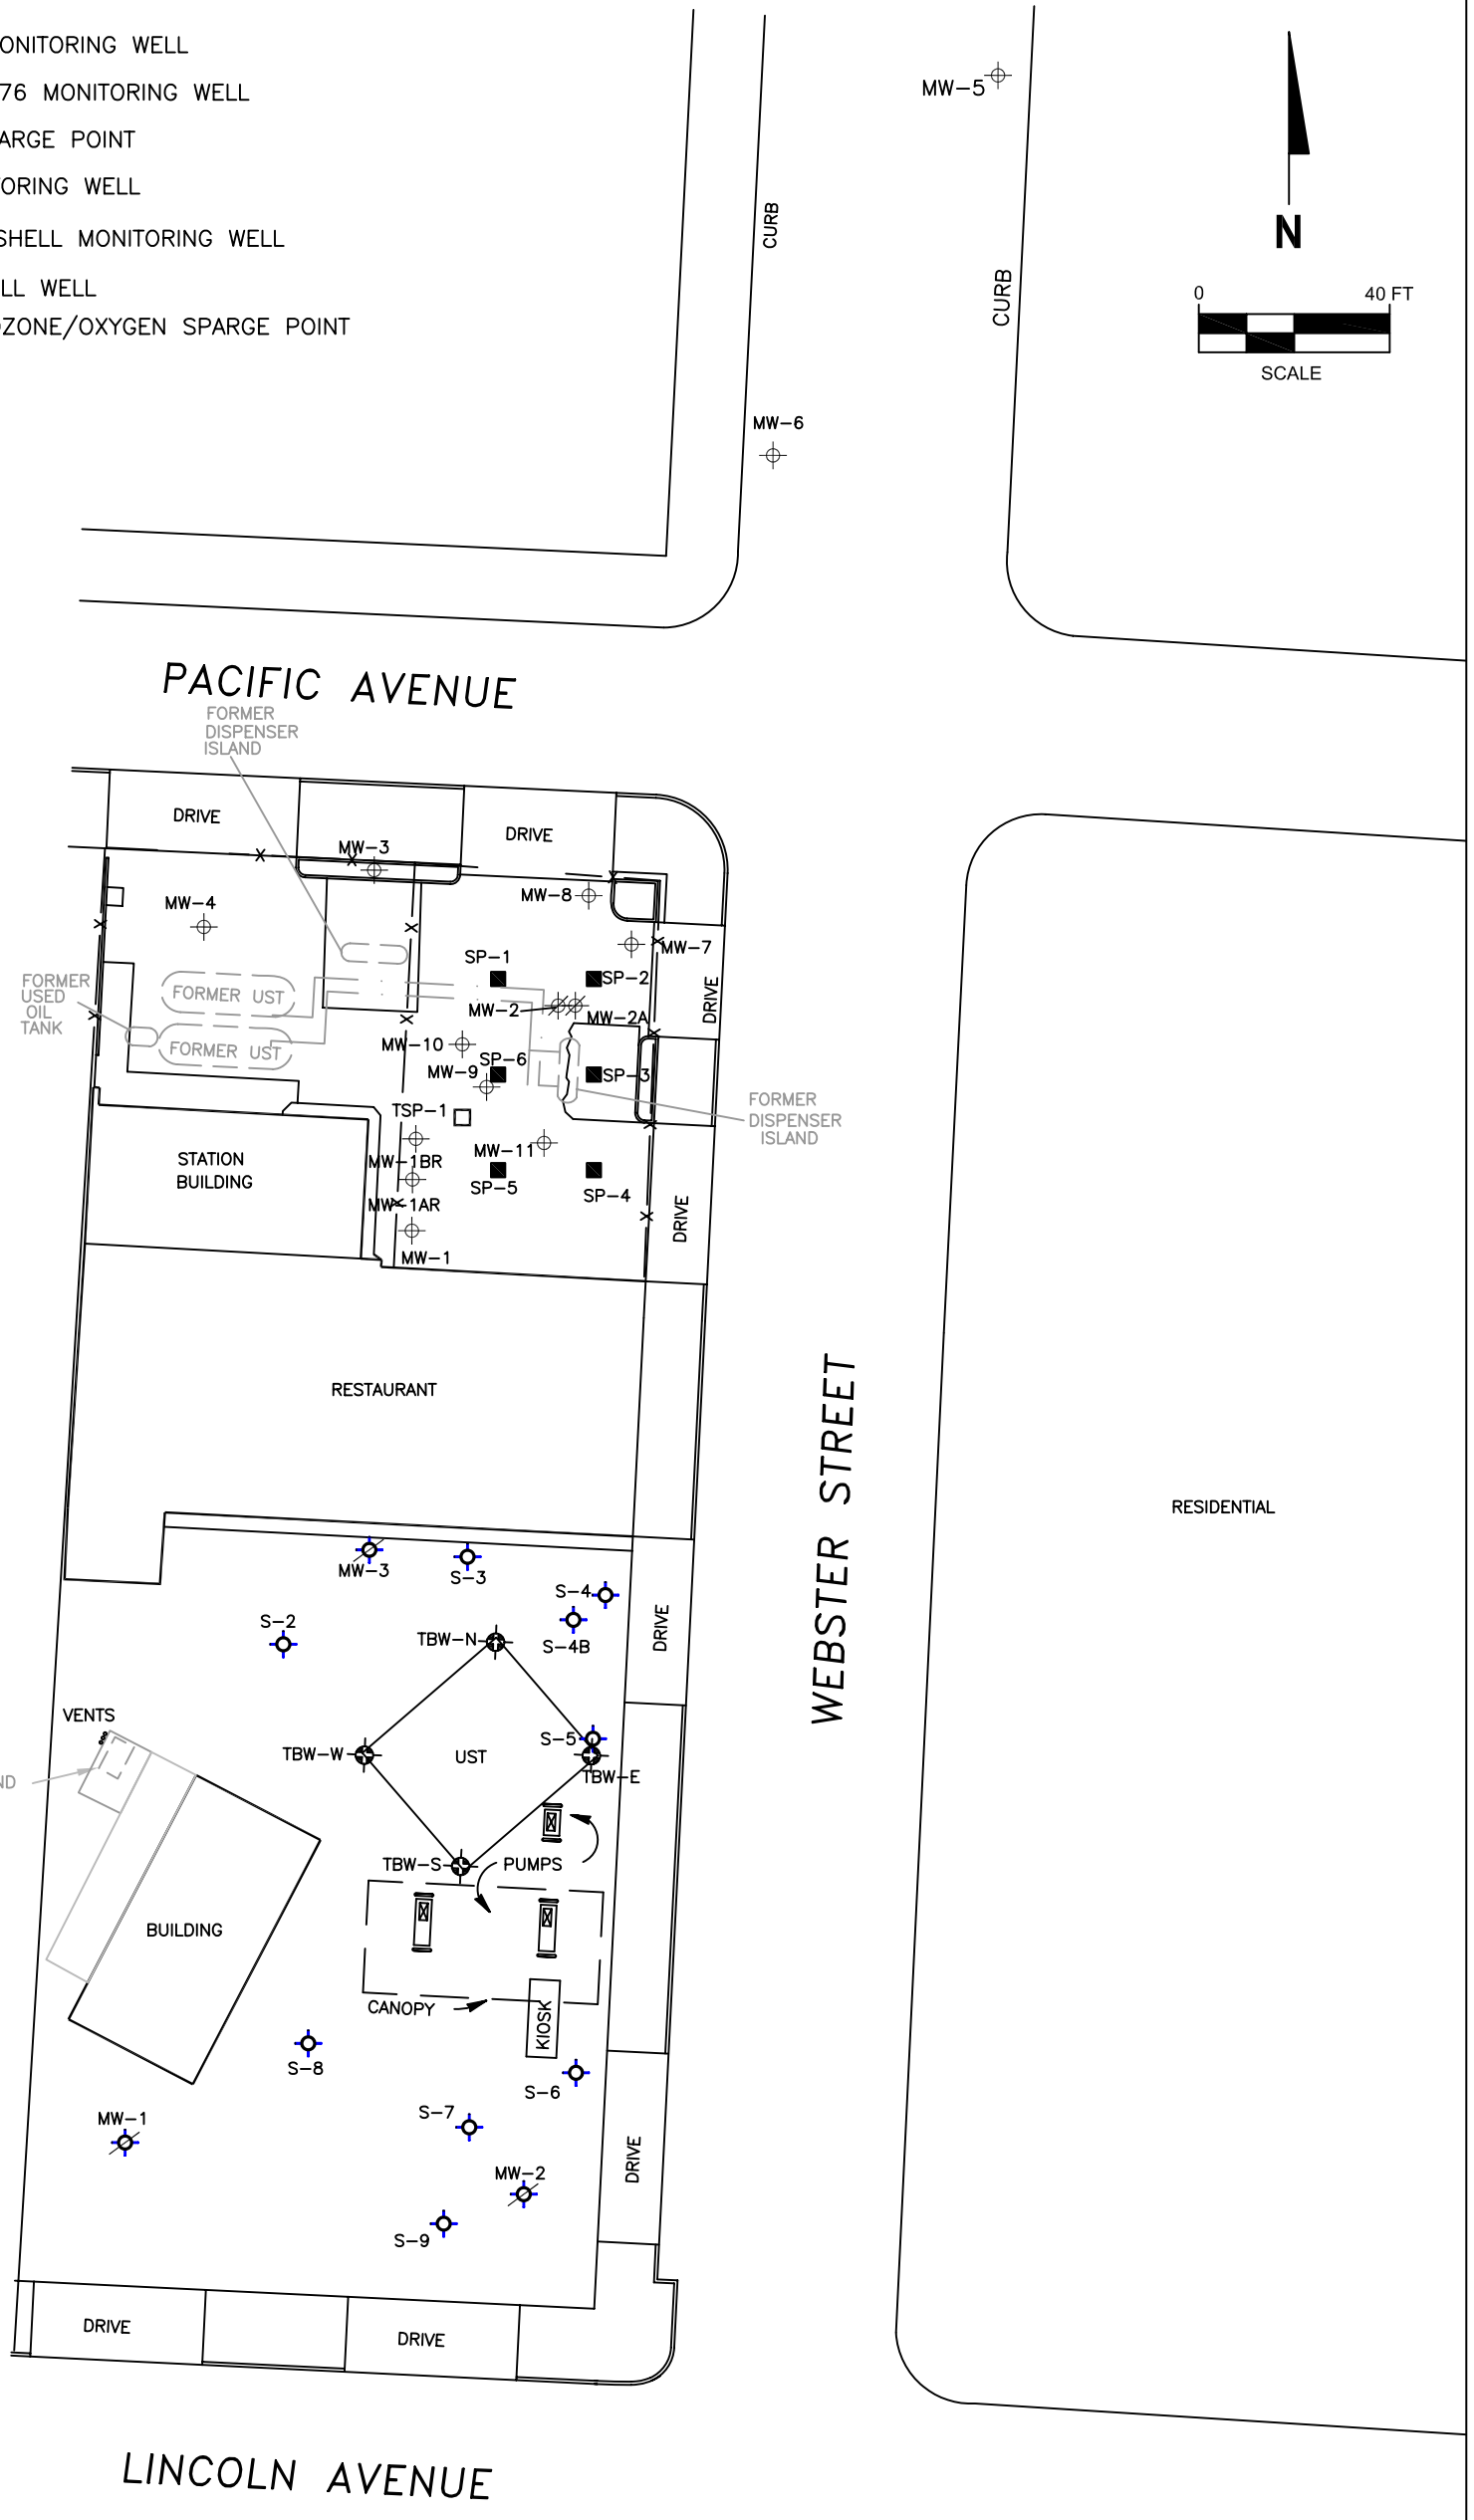 ONITORING WELL
76 MONITORING WELL
ARGE POINT
ORING WELL
SHELL MONITORING WELL
LL WELL
OZONE/OXYGEN SPARGE POINT
MW-5
CURB
CURB
N
0 40 FT
SCALE
MW-6
PACIFIC AVENUE
FORMER
DISPENSER
ISLAND
DRIVE
DRIVE
MW-3
MW-8
MW-4
MW-7
SP-1
SP-2
FORMER
USED
OIL
TANK
FORMER UST
DRIVE
MW-2
MW-2A
MW-10
FORMER UST
SP-6
MW-9
SP-3
FORMER
DISPENSER
ISLAND
TSP-1
MW-11
STATION
BUILDING
MW-1BR
SP-5
SP-4
MW-1AR
DRIVE
MW-1
RESTAURANT
WEBSTER STREET
RESIDENTIAL
MW-3
S-3
S-4
S-2
TBW-N
S-4B
DRIVE
VENTS
S-5
TBW-W
UST
TBW-E
ND
TBW-S
PUMPS
BUILDING
CANOPY
KIOSK
S-8
S-6
MW-1
S-7
DRIVE
MW-2
S-9
DRIVE
DRIVE
LINCOLN AVENUE